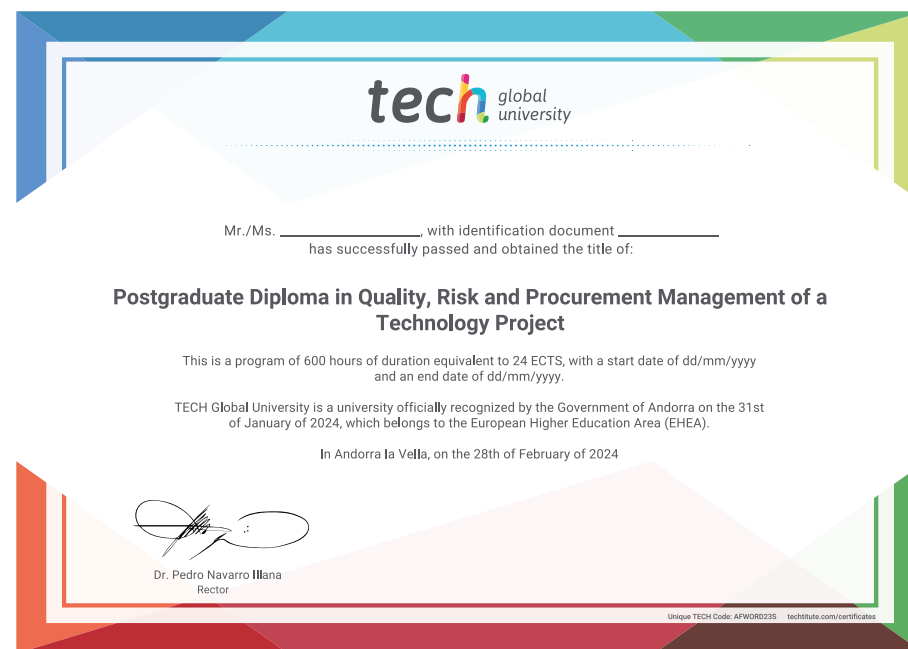 tech global university
Mr./Ms. ____________________, with identification document ______________
has successfully passed and obtained the title of:
Postgraduate Diploma in Quality, Risk and Procurement Management of a
Technology Project
This is a program of 600 hours of duration equivalent to 24 ECTS, with a start date of dd/mm/yyyy
and an end date of dd/mm/yyyy.
TECH Global University is a university officially recognized by the Government of Andorra on the 31st
of January of 2024, which belongs to the European Higher Education Area (EHEA).
In Andorra la Vella, on the 28th of February of 2024
Dr. Pedro Navarro Illana
Rector
Unique TECH Code: AFWORD23S techtitute.com/certificates